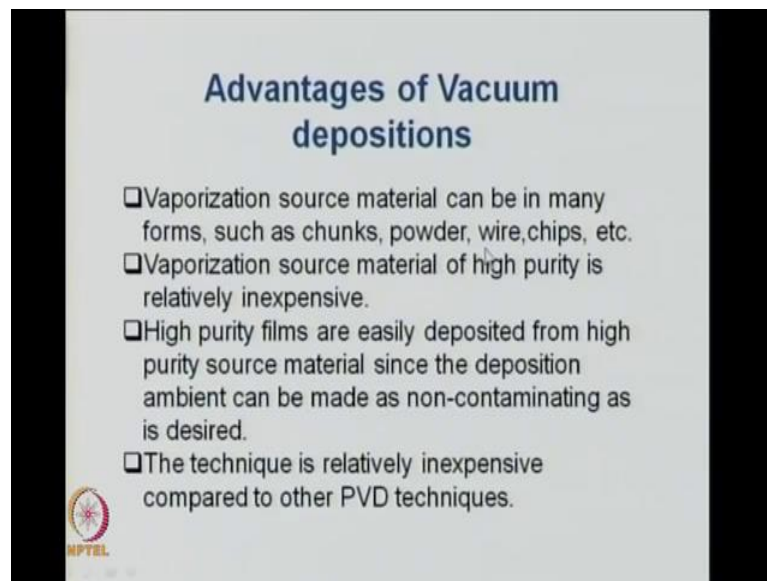 Advantages of Vacuum
depositions
❑Vaporization source material can be in many
forms, such as chunks, powder, wire,chips, etc.
❑Vaporization source material of high purity is
relatively inexpensive.
❑High purity films are easily deposited from high
purity source material since the deposition
ambient can be made as non-contaminating as
is desired.
❑The technique is relatively inexpensive
compared to other PVD techniques.
NPTEL